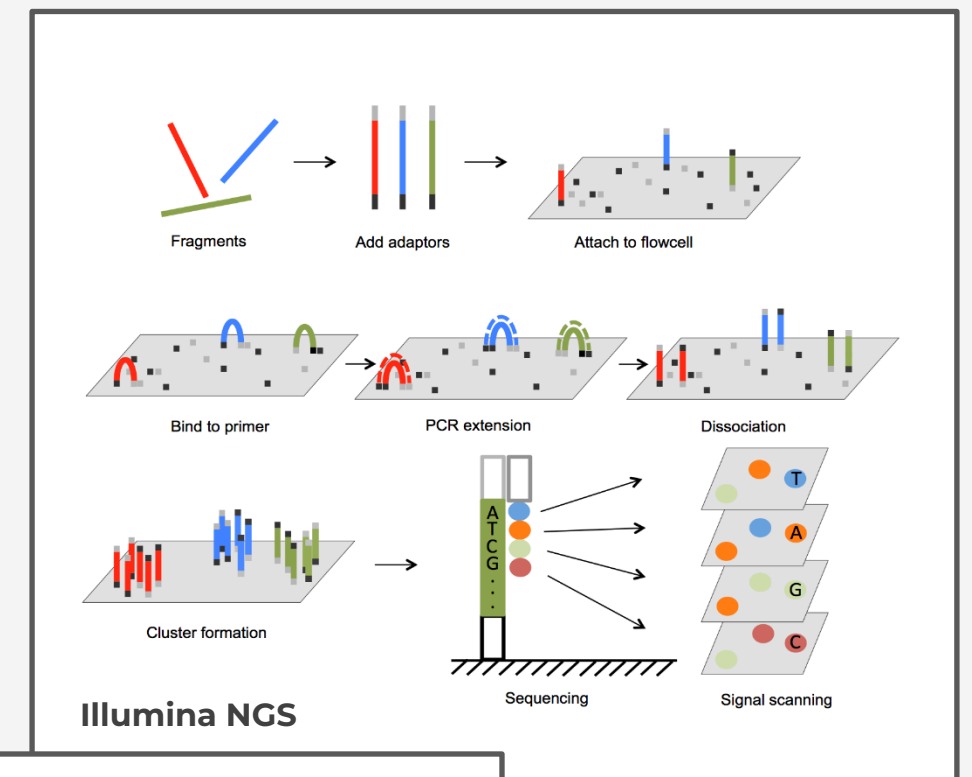 Fragments
Add adaptors
Attach to flowcell
Bind to primer
PCR extension
Dissociation
Cluster formation
A
T
C
G
.
.
.
T
A
G
C
Sequencing
Signal scanning
Illumina NGS